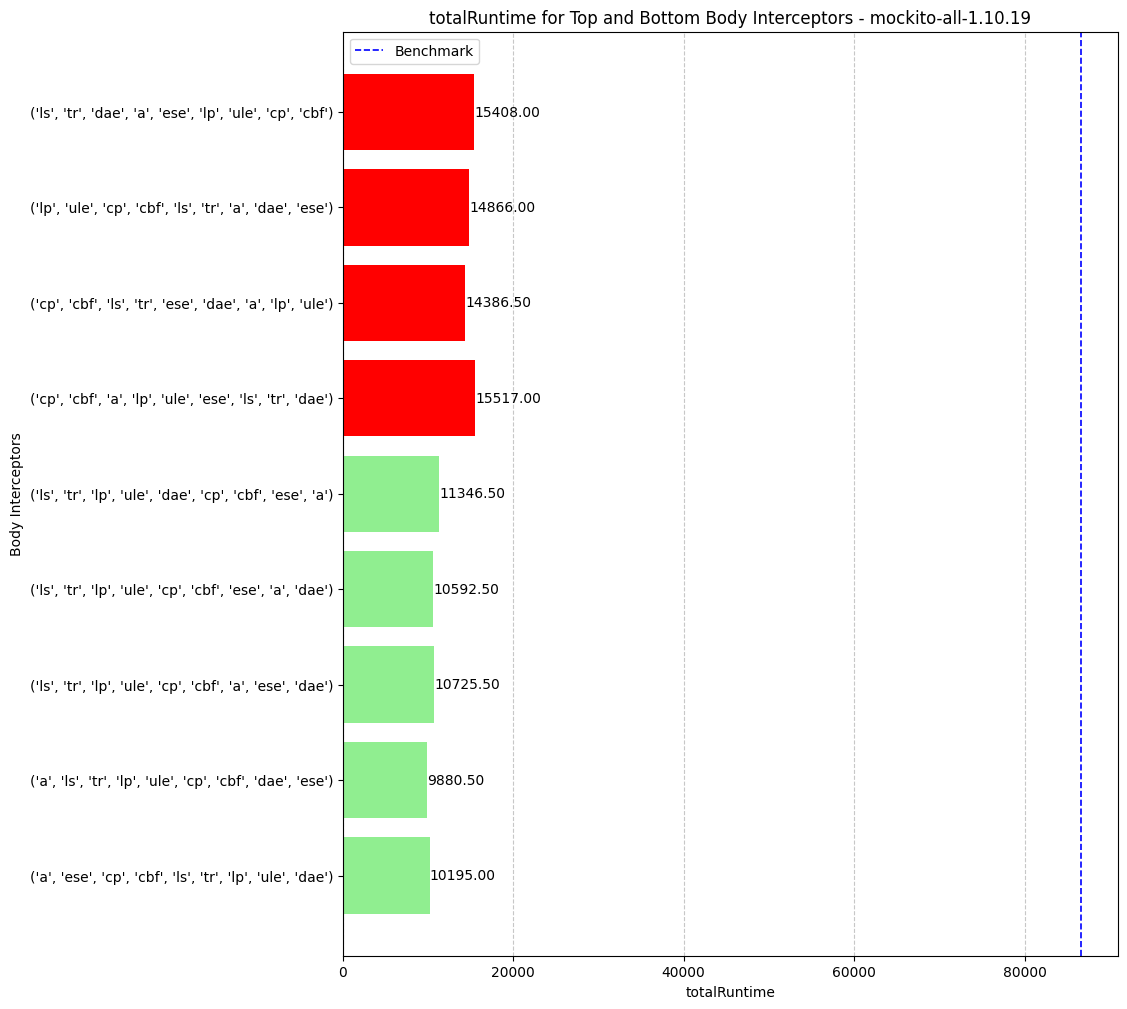 totalRuntime for Top and Bottom Body Interceptors - mockito-all-1.10.19
Benchmark
('ls', 'tr', 'dae', 'a', 'ese', 'lp', 'ule', 'cp', 'cbf') 15408.00
('lp', 'ule', 'cp', 'cbf', 'ls', 'tr', 'a', 'dae', 'ese') 14866.00
('cp', 'cbf', 'ls', 'tr', 'ese', 'dae', 'a', 'lp', 'ule') 14386.50
('cp', 'cbf', 'a', 'lp', 'ule', 'ese', 'ls', 'tr', 'dae') 15517.00
('ls', 'tr', 'lp', 'ule', 'dae', 'cp', 'cbf', 'ese', 'a') 11346.50
('ls', 'tr', 'lp', 'ule', 'cp', 'cbf', 'ese', 'a', 'dae') 10592.50
('ls', 'tr', 'lp', 'ule', 'cp', 'cbf', 'a', 'ese', 'dae') 10725.50
('a', 'ls', 'tr', 'lp', 'ule', 'cp', 'cbf', 'dae', 'ese') 9880.50
('a', 'ese', 'cp', 'cbf', 'ls', 'tr', 'lp', 'ule', 'dae') 10195.00
Body Interceptors
0 20000 40000 60000 80000
totalRuntime